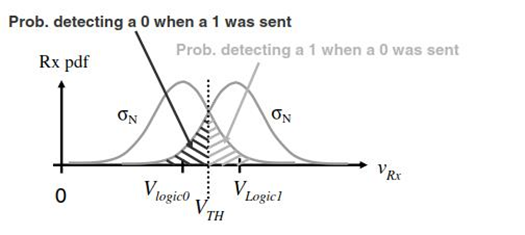 Prob. detecting a 0 when a 1 was sent
Prob. detecting a 1 when a 0 was sent
Rx pdf
σN
σN
0
Vlogic0
VTH
VLogic1
vRx